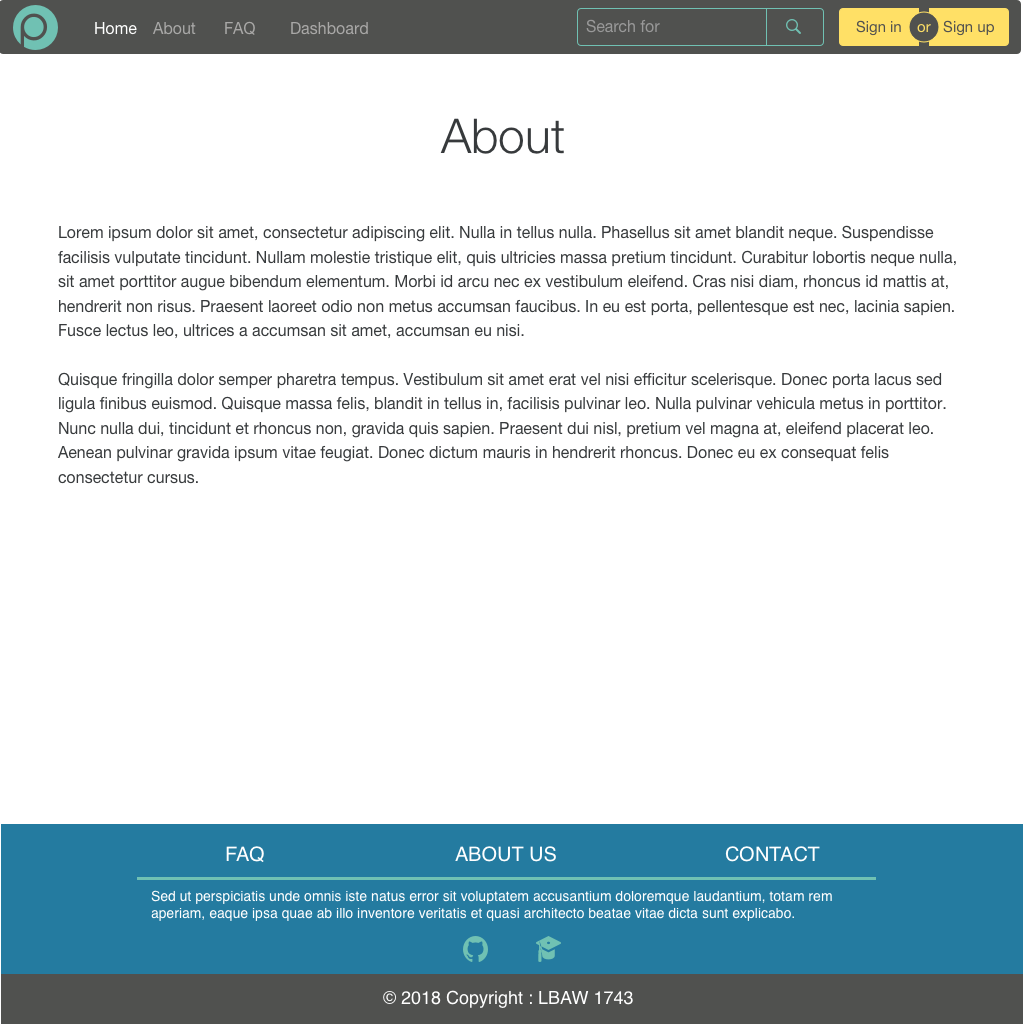 Home About FAQ Dashboard Search for Sign in or Sign up
About
Lorem ipsum dolor sit amet, consectetur adipiscing elit. Nulla in tellus nulla. Phasellus sit amet blandit neque. Suspendisse
facilisis vulputate tincidunt. Nullam molestie tristique elit, quis ultricies massa pretium tincidunt. Curabitur lobortis neque nulla,
sit amet porttitor augue bibendum elementum. Morbi id arcu nec ex vestibulum eleifend. Cras nisi diam, rhoncus id mattis at,
hendrerit non risus. Praesent laoreet odio non metus accumsan faucibus. In eu est porta, pellentesque est nec, lacinia sapien.
Fusce lectus leo, ultrices a accumsan sit amet, accumsan eu nisi.
Quisque fringilla dolor semper pharetra tempus. Vestibulum sit amet erat vel nisi efficitur scelerisque. Donec porta lacus sed
ligula finibus euismod. Quisque massa felis, blandit in tellus in, facilisis pulvinar leo. Nulla pulvinar vehicula metus in porttitor.
Nunc nulla dui, tincidunt et rhoncus non, gravida quis sapien. Praesent dui nisl, pretium vel magna at, eleifend placerat leo.
Aenean pulvinar gravida ipsum vitae feugiat. Donec dictum mauris in hendrerit rhoncus. Donec eu ex consequat felis
consectetur cursus.
FAQ ABOUT US CONTACT
Sed ut perspiciatis unde omnis iste natus error sit voluptatem accusantium doloremque laudantium, totam rem
aperiam, eaque ipsa quae ab illo inventore veritatis et quasi architecto beatae vitae dicta sunt explicabo.
© 2018 Copyright : LBAW 1743